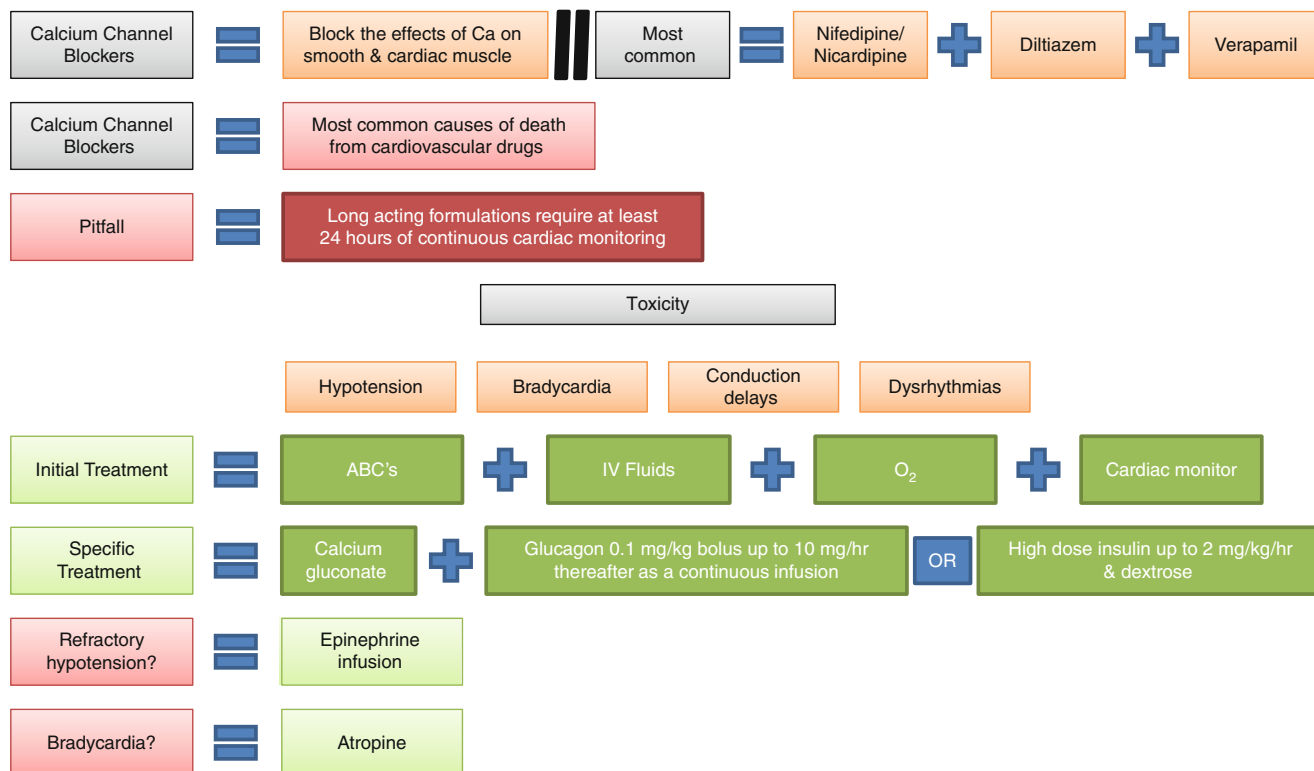 Calcium Channel
Blockers
Block the effects of Ca on
smooth & cardiac muscle
Most
common
Nifedipine/
Nicardipine
Diltiazem
Verapamil
Calcium Channel
Blockers
Most common causes of death
from cardiovascular drugs
Pitfall
Long acting formulations require at least
24 hours of continuous cardiac monitoring
Toxicity
Hypotension
Bradycardia
Conduction
delays
Dysrhythmias
Initial Treatment
ABC's
IV Fluids
O2
Cardiac monitor
Specific
Treatment
Calcium
gluconate
Glucagon 0.1 mg/kg bolus up to 10 mg/hr
thereafter as a continuous infusion
OR
High dose insulin up to 2 mg/kg/hr
& dextrose
Refractory
hypotension?
Epinephrine
infusion
Bradycardia?
Atropine